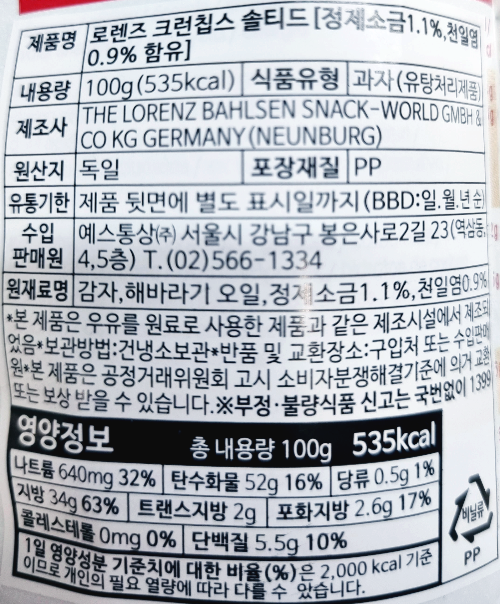 제품명 로렌즈 크런칩스 솔티드 [정제소금1.1%,천일염
0.9% 함유]
내용량 100g(535kcal) 식품유형 과자(유탕처리제품)
제조사 THE LORENZ BAHLSEN SNACK-WORLD GMBH &
CO KG GERMANY(NEUNBURG)
원산지 독일 포장재질 PP
유통기한 제품 뒷면에 별도 표시일까지(BBD:일.월.년 순)
수입 판매원 예스통상㈜ 서울시 강남구 봉은사로2길 23(역삼동,
4,5층) T.(02)566-1334
원재료명 감자,해바라기 오일,정제소금1.1%,천일염0.9%
*본 제품은 우유를 원료로 사용한 제품과 같은 제조시설에서 제조되
었음*보관방법:건냉소보관*반품 및 교환장소:구입처 또는 수입판매
원*본 제품은 공정거래위원회 고시 소비자분쟁해결기준에 의거 교환
또는 보상 받을 수 있습니다.※부정·불량식품 신고는 국번없이 1399
영양정보 총 내용량 100g 535kcal
나트륨 640mg 32% 탄수화물 52g 16% 당류 0.5g 1%
지방 34g 63% 트랜스지방 2g 포화지방 2.6g 17%
콜레스테롤 0mg 0% 단백질 5.5g 10%
1일 영양성분 기준치에 대한 비율(%)은 2,000 kcal 기준
이므로 개인의 필요 열량에 따라 다를 수 있습니다.
비닐류
PP